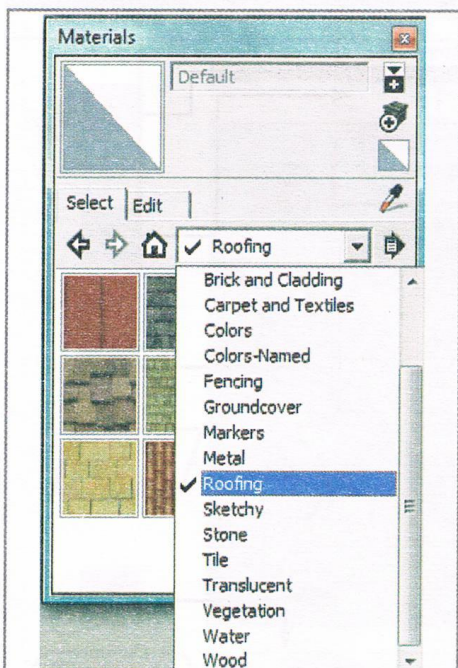 Materials
Default
Select Edit
Roofing
Brick and Cladding
Carpet and Textiles
Colors
Colors-Named
Fencing
Groundcover
Markers
Metal
Roofing
Sketchy
Stone
Tile
Translucent
Vegetation
Water
Wood